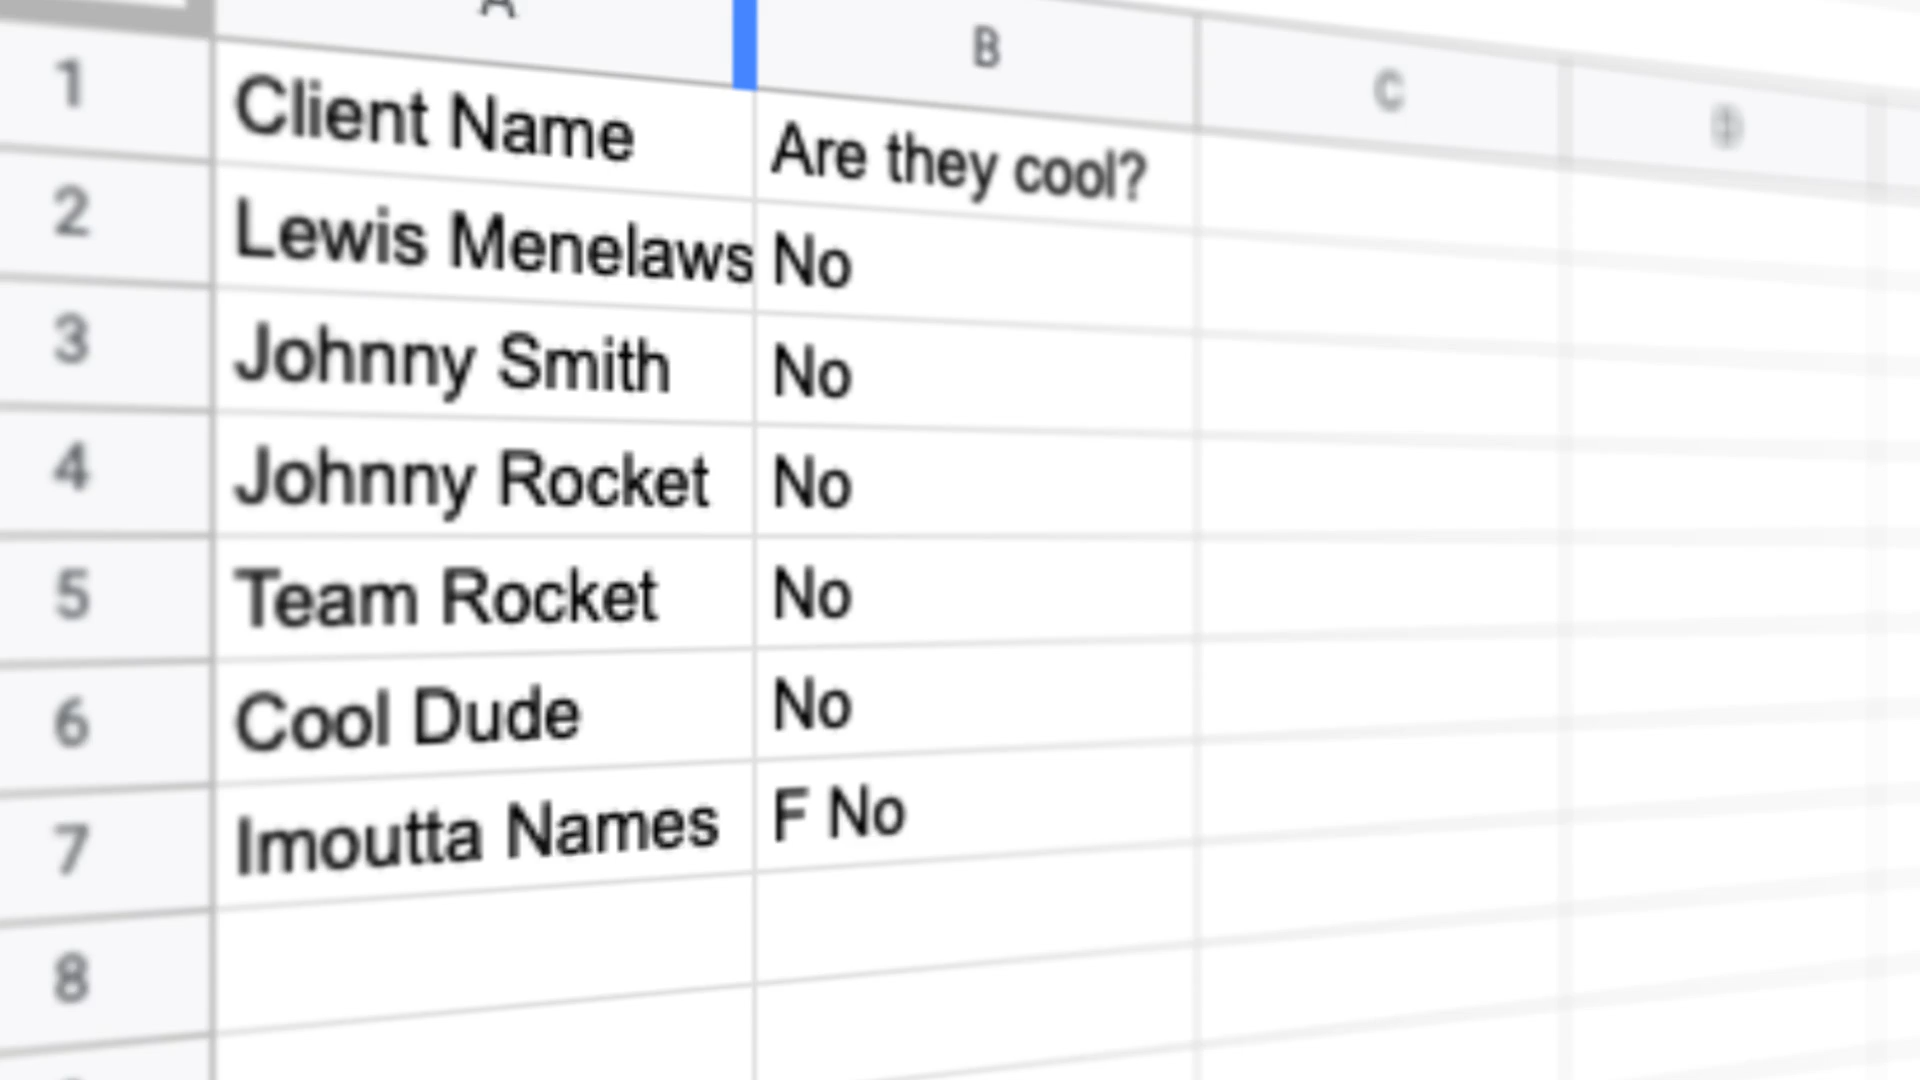 A B C D
1 Client Name Are they cool?
2 Lewis Menelaws No
3 Johnny Smith No
4 Johnny Rocket No
5 Team Rocket No
6 Cool Dude No
7 Imoutta Names F No
8